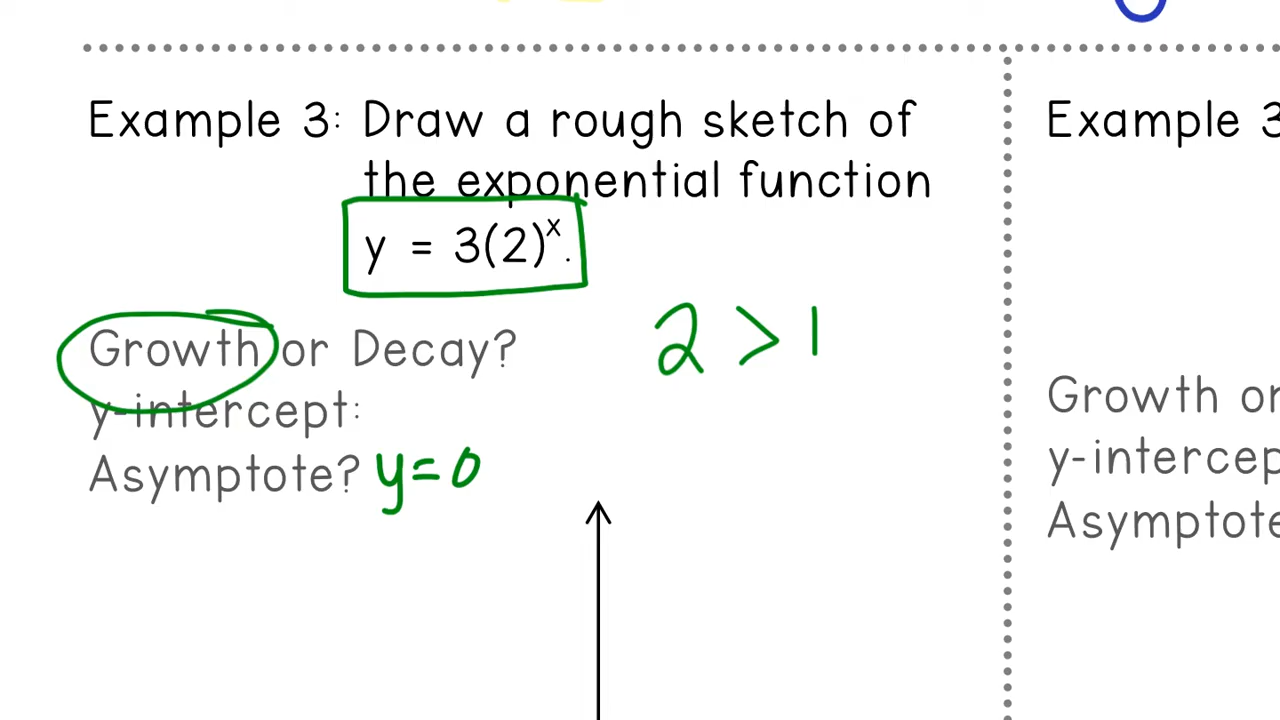 Example 3: Draw a rough sketch of
the exponential function
y = 3(2)ˣ.
2 > 1
Growth or Decay?
y-intercept:
Asymptote? y=0
Example 3
Growth or
y-intercep
Asymptote